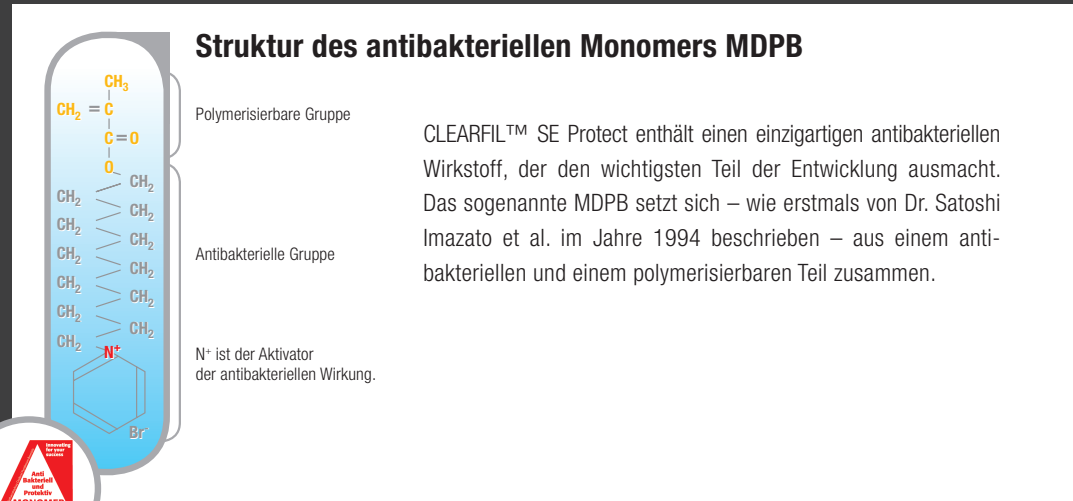 Struktur des antibakteriellen Monomers MDPB
CH₃
CH₂ = C
C=O
O
CH₂
CH₂
CH₂
CH₂
CH₂
CH₂
CH₂
CH₂
CH₂
CH₂
CH₂
CH₂
N⁺
Br⁻
Polymerisierbare Gruppe
Antibakterielle Gruppe
N⁺ ist der Aktivator
der antibakteriellen Wirkung.
CLEARFIL™ SE Protect enthält einen einzigartigen antibakteriellen
Wirkstoff, der den wichtigsten Teil der Entwicklung ausmacht.
Das sogenannte MDPB setzt sich – wie erstmals von Dr. Satoshi
Imazato et al. im Jahre 1994 beschrieben – aus einem anti-
bakteriellen und einem polymerisierbaren Teil zusammen.
Innovating
for your
success
Anti
Bakteriell
und
Protektiv
MONOMER